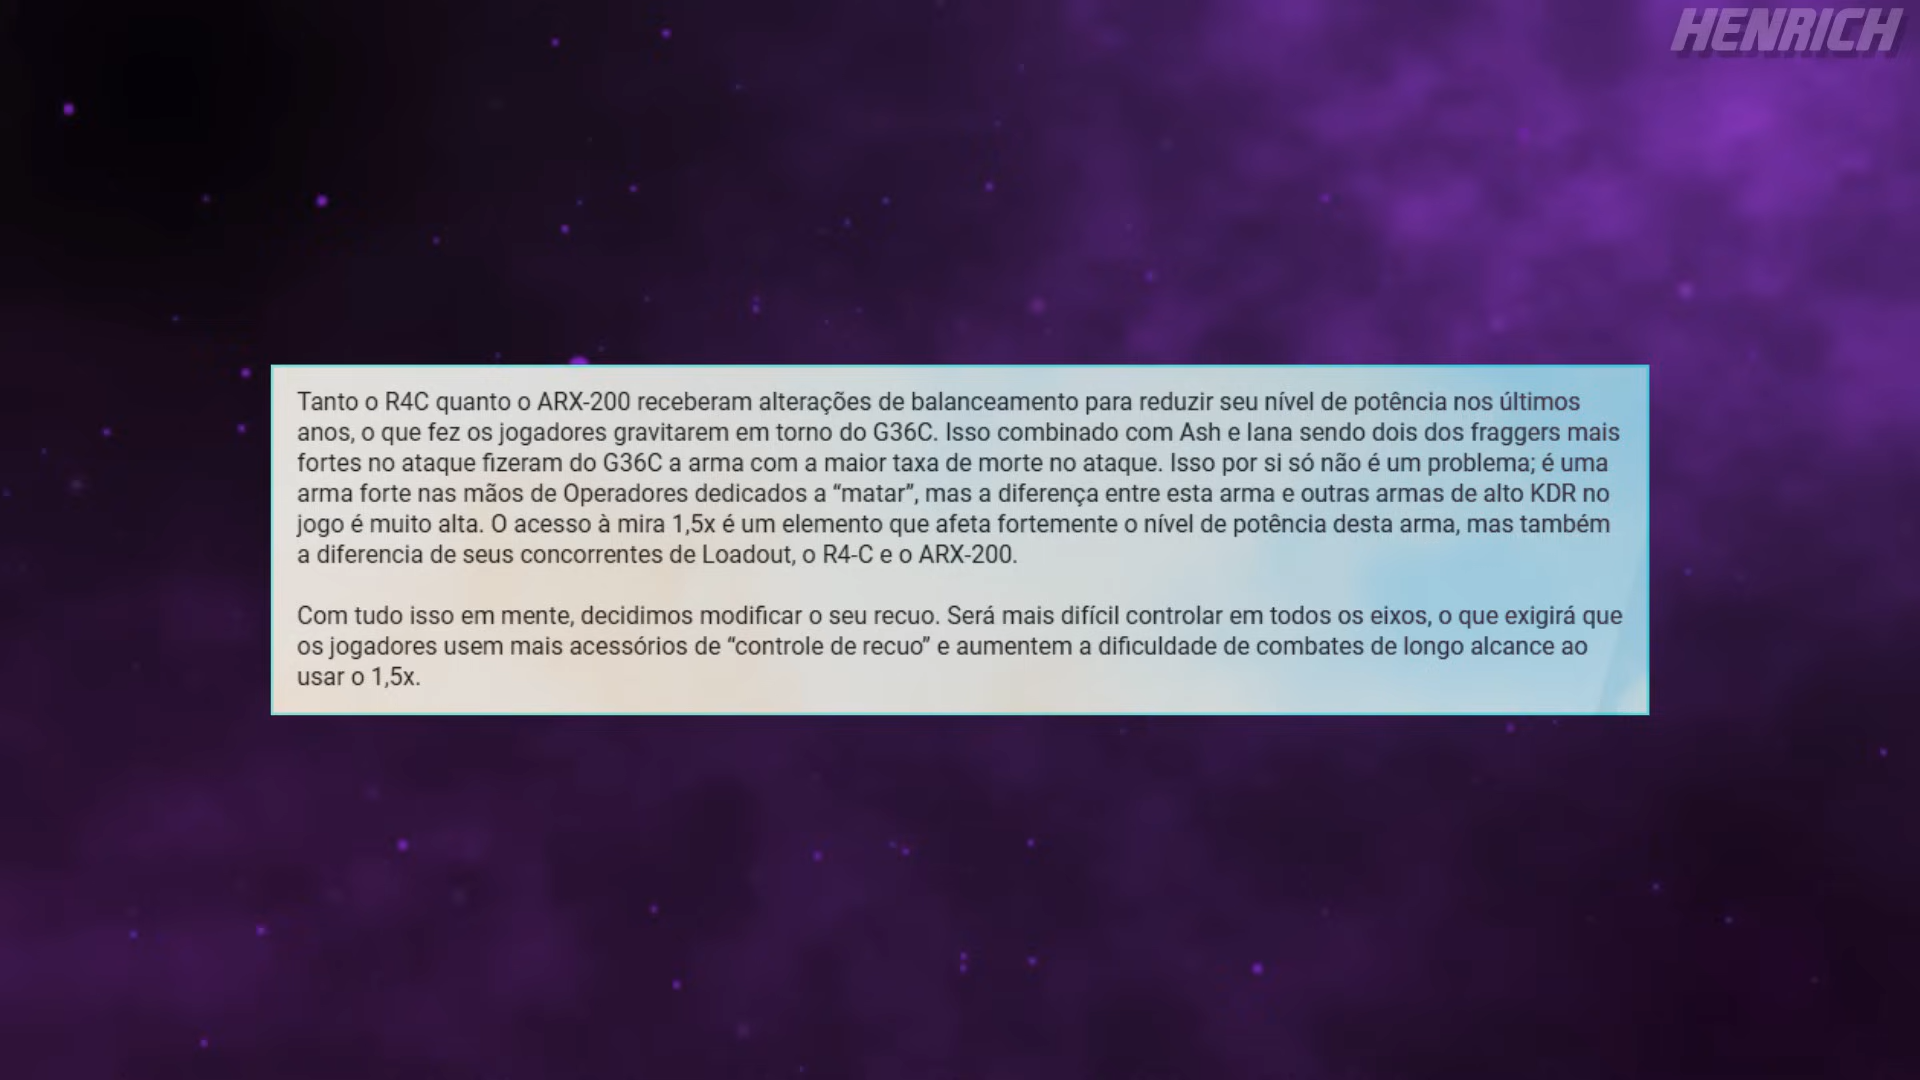 HENRICH
Tanto o R4C quanto o ARX-200 receberam alterações de balanceamento para reduzir seu nível de potência nos últimos
anos, o que fez os jogadores gravitarem em torno do G36C. Isso combinado com Ash e Iana sendo dois dos fraggers mais
fortes no ataque fizeram do G36C a arma com a maior taxa de morte no ataque. Isso por si só não é um problema; é uma
arma forte nas mãos de Operadores dedicados a “matar”, mas a diferença entre esta arma e outras armas de alto KDR no
jogo é muito alta. O acesso à mira 1,5x é um elemento que afeta fortemente o nível de potência desta arma, mas também
a diferencia de seus concorrentes de Loadout, o R4-C e o ARX-200.
Com tudo isso em mente, decidimos modificar o seu recuo. Será mais difícil controlar em todos os eixos, o que exigirá que
os jogadores usem mais acessórios de “controle de recuo” e aumentem a dificuldade de combates de longo alcance ao
usar o 1,5x.